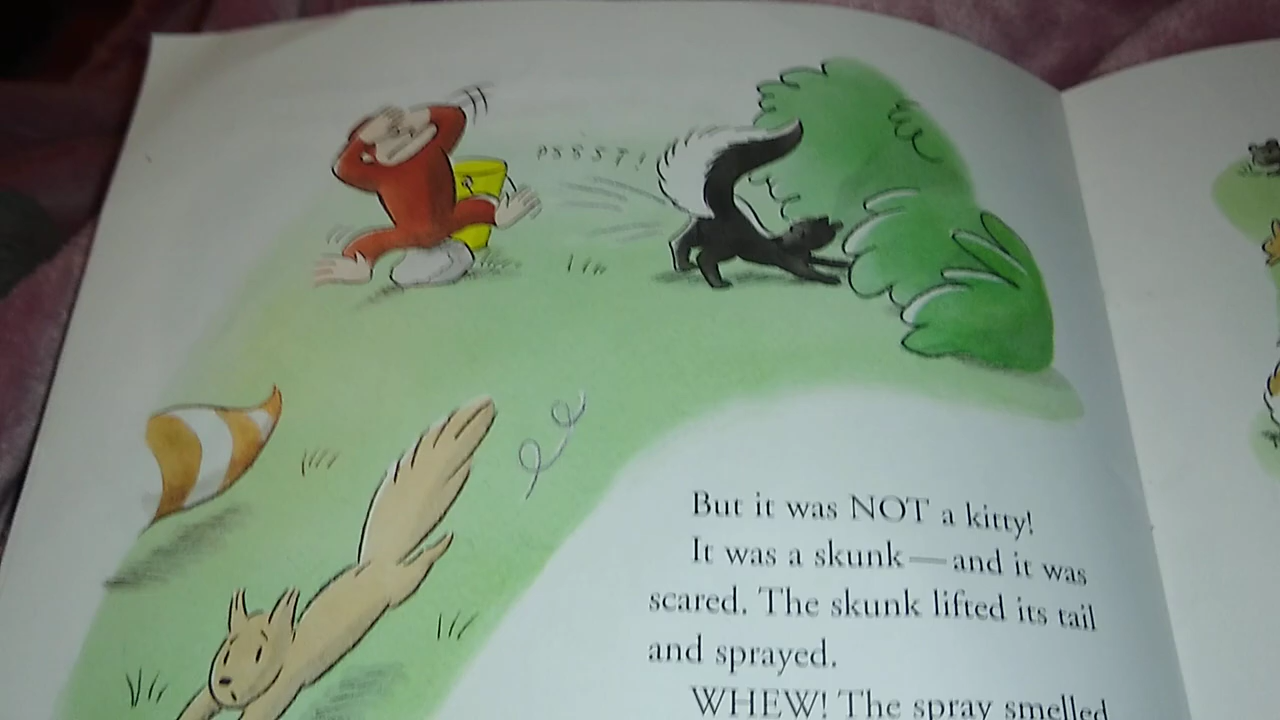 PSSST!
But it was NOT a kitty!
It was a skunk—and it was
scared. The skunk lifted its tail
and sprayed.
WHEW! The spray smelled